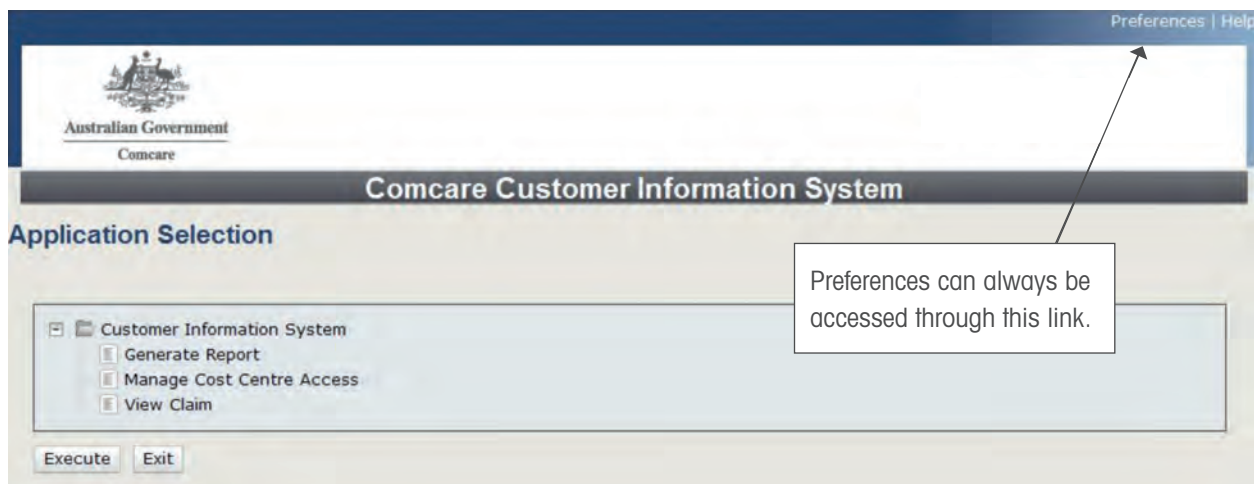 Preferences | Help
Australian Government
Comcare
Comcare Customer Information System
Application Selection
Preferences can always be
accessed through this link.
Customer Information System
Generate Report
Manage Cost Centre Access
View Claim
Execute Exit